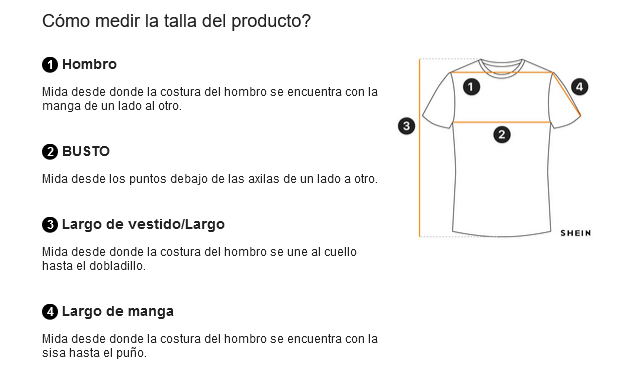 Cómo medir la talla del producto?
1 Hombro
Mida desde donde la costura del hombro se encuentra con la
manga de un lado al otro.
2 BUSTO
Mida desde los puntos debajo de las axilas de un lado a otro.
3 Largo de vestido/Largo
Mida desde donde la costura del hombro se une al cuello
hasta el dobladillo.
4 Largo de manga
Mida desde donde la costura del hombro se encuentra con la
sisa hasta el puño.
1
4
3
2
SHEIN